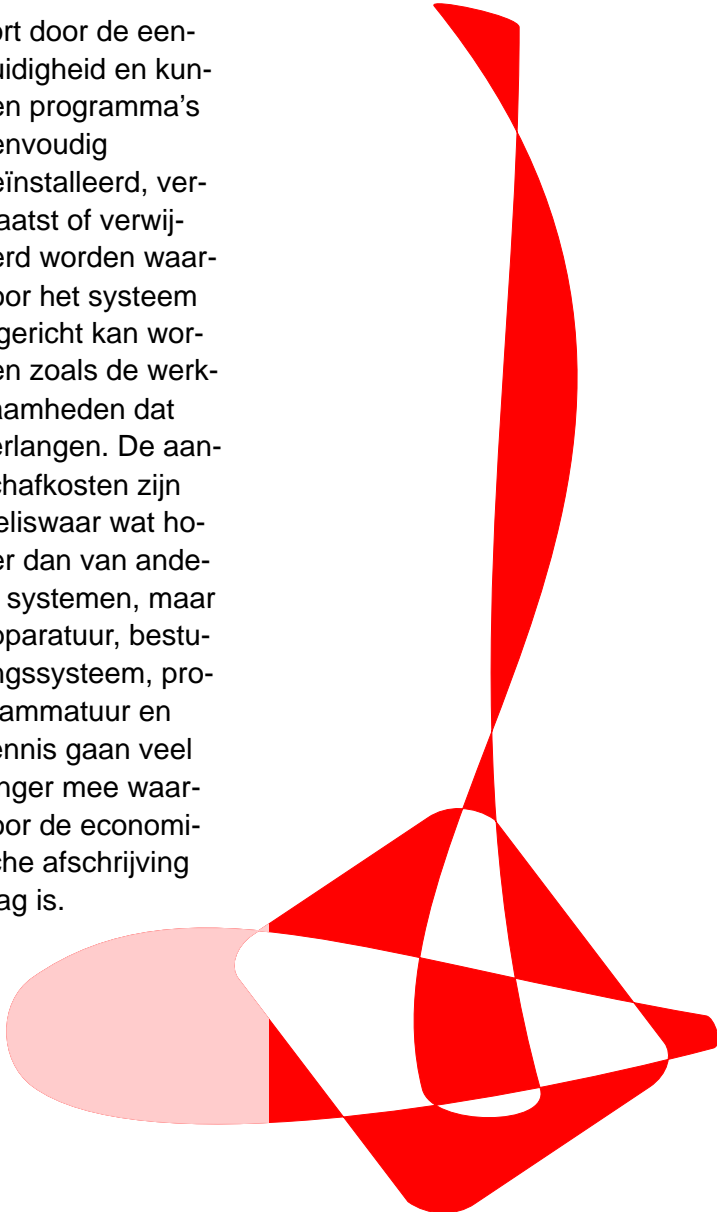 ort door de een-
uidigheid en kun-
en programma's
envoudig
eïnstalleerd, ver-
aatst of verwij-
erd worden waar-
oor het systeem
gericht kan wor-
en zoals de werk-
aamheden dat
erlangen. De aan-
chafkosten zijn
eliswaar wat ho-
er dan van ande-
systemen, maar
pparatuur, bestu-
ngssysteem, pro-
ammatuur en
ennis gaan veel
nger mee waar-
oor de economi-
che afschrijving
ag is.